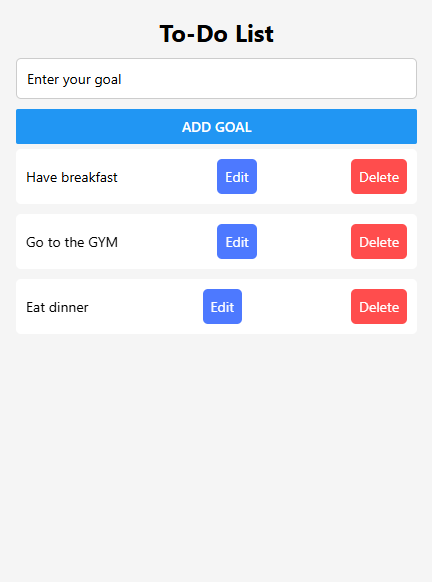 To-Do List
Enter your goal
ADD GOAL
Have breakfast Edit Delete
Go to the GYM Edit Delete
Eat dinner Edit Delete